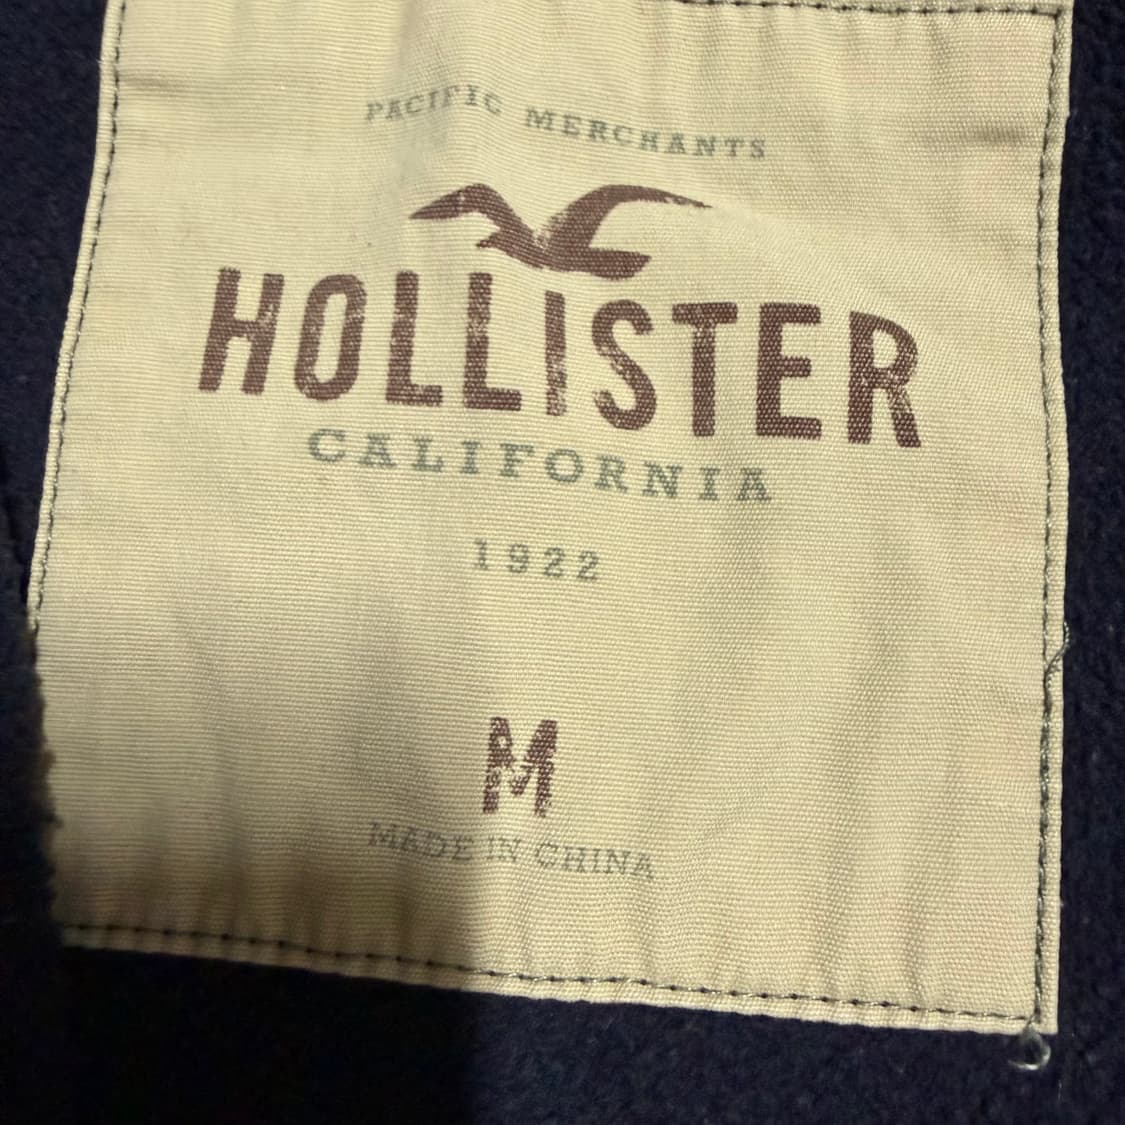 PACIFIC MERCHANTS
HOLLISTER
CALIFORNIA
1922
M
MADE IN CHINA